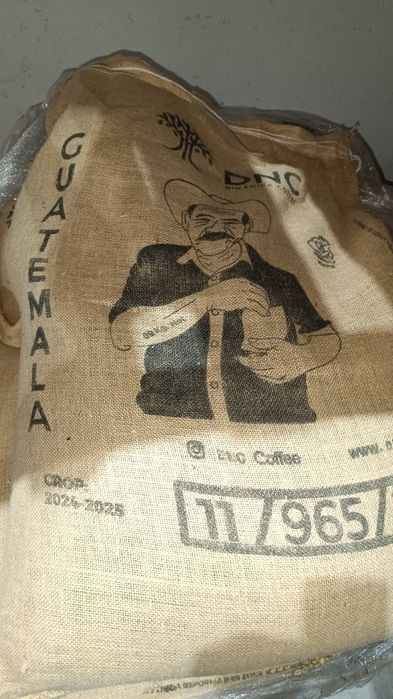 GUATEMALA
DNC
69 KG. Net
DNC Coffee
www.
CROP-
2024-2025
11/965/